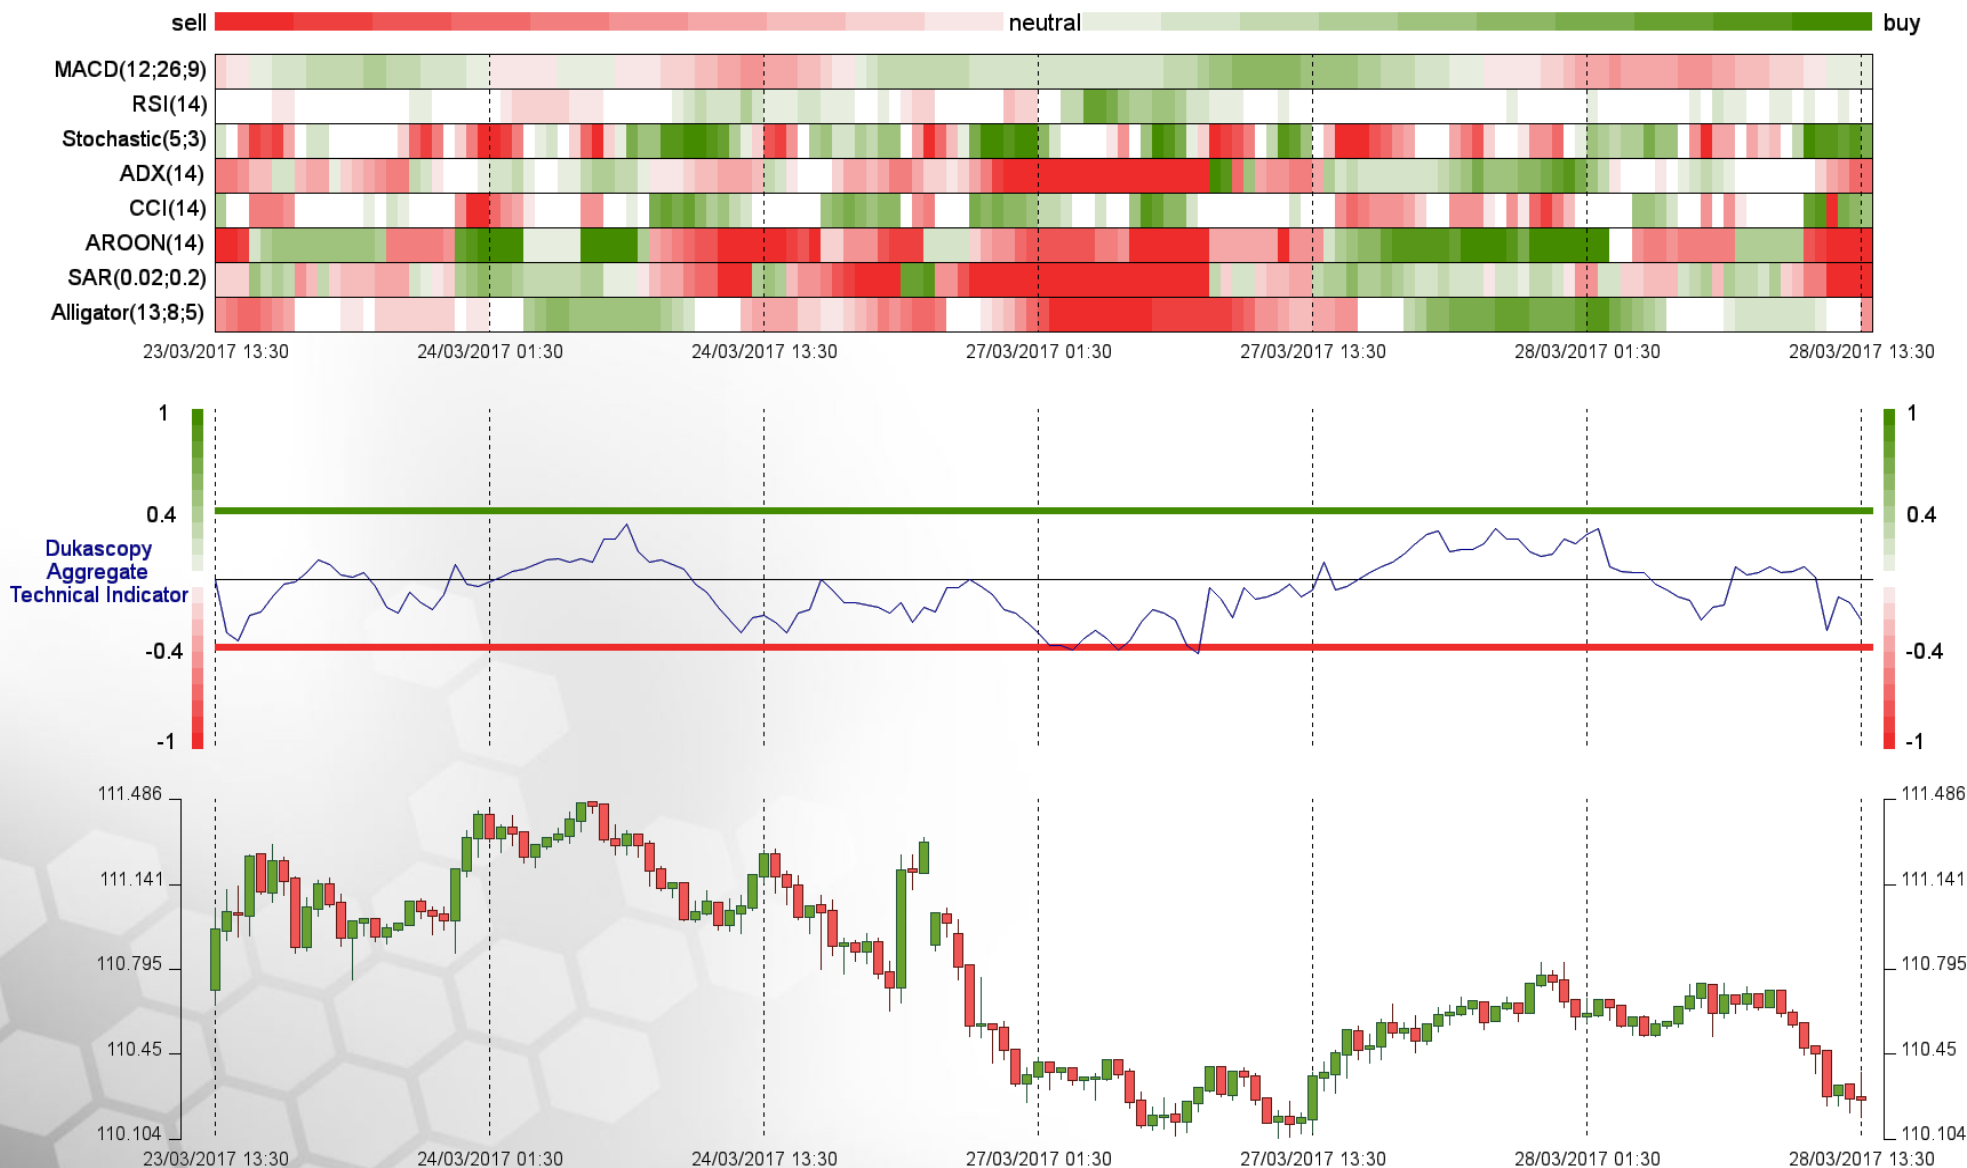 sell neutral buy
MACD(12;26;9)
RSI(14)
Stochastic(5;3)
ADX(14)
CCI(14)
AROON(14)
SAR(0.02;0.2)
Alligator(13;8;5)
23/03/2017 13:30 24/03/2017 01:30 24/03/2017 13:30 27/03/2017 01:30 27/03/2017 13:30 28/03/2017 01:30 28/03/2017 13:30
1 1
0.4 0.4
Dukascopy
Aggregate
Technical Indicator
-0.4 -0.4
-1 -1
111.486 111.486
111.141 111.141
110.795 110.795
110.45 110.45
110.104 110.104
23/03/2017 13:30 24/03/2017 01:30 24/03/2017 13:30 27/03/2017 01:30 27/03/2017 13:30 28/03/2017 01:30 28/03/2017 13:30